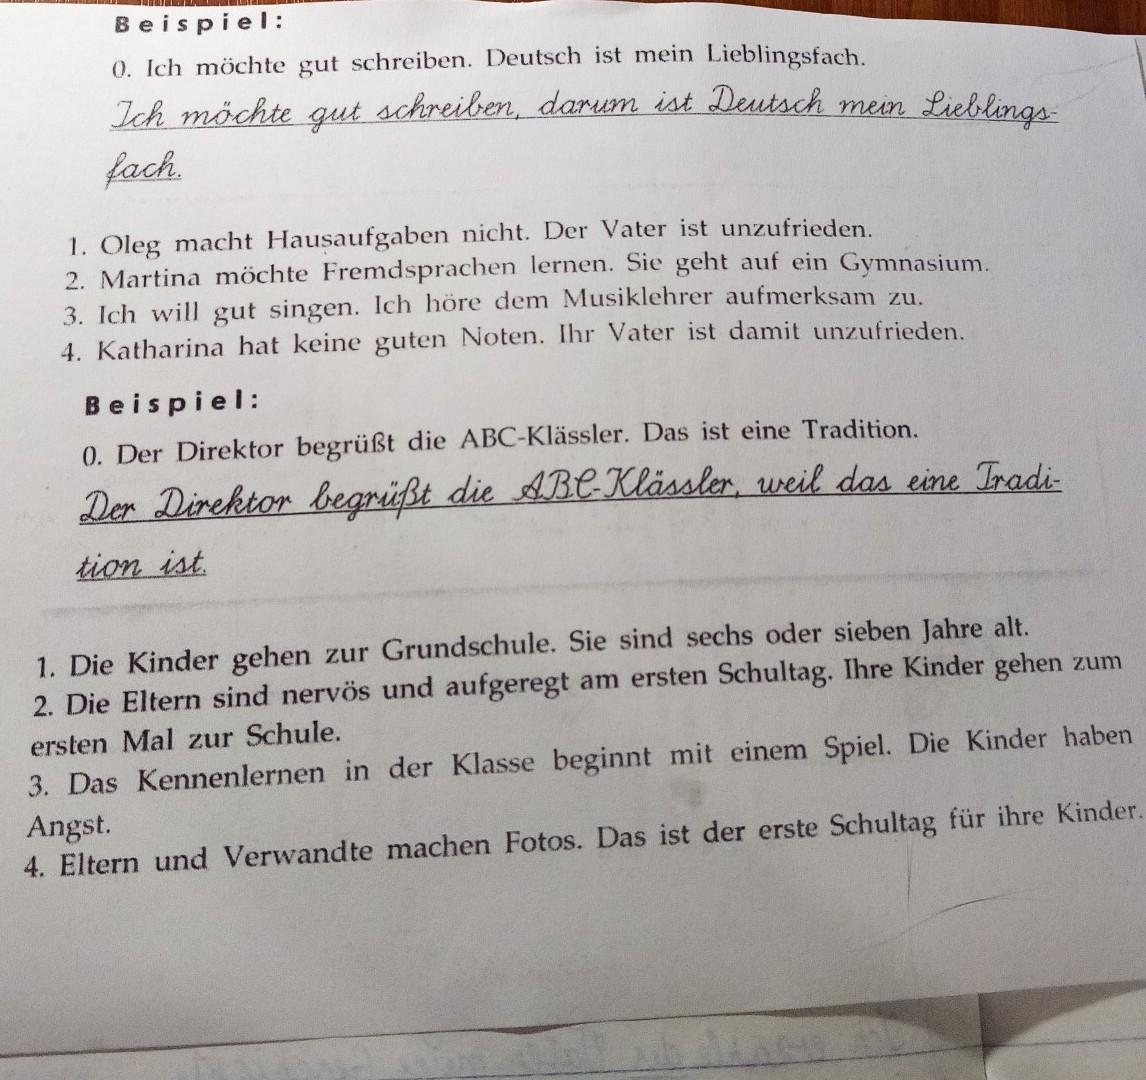 Beispiel:
0. Ich möchte gut schreiben. Deutsch ist mein Lieblingsfach.
Ich möchte gut schreiben, darum ist Deutsch mein Lieblings-
fach.
1. Oleg macht Hausaufgaben nicht. Der Vater ist unzufrieden.
2. Martina möchte Fremdsprachen lernen. Sie geht auf ein Gymnasium.
3. Ich will gut singen. Ich höre dem Musiklehrer aufmerksam zu.
4. Katharina hat keine guten Noten. Ihr Vater ist damit unzufrieden.
Beispiel:
0. Der Direktor begrüßt die ABC-Klässler. Das ist eine Tradition.
Der Direktor begrüßt die ABC-Klässler, weil das eine Tradi-
tion ist.
1. Die Kinder gehen zur Grundschule. Sie sind sechs oder sieben Jahre alt.
2. Die Eltern sind nervös und aufgeregt am ersten Schultag. Ihre Kinder gehen zum
ersten Mal zur Schule.
3. Das Kennenlernen in der Klasse beginnt mit einem Spiel. Die Kinder haben
Angst.
4. Eltern und Verwandte machen Fotos. Das ist der erste Schultag für ihre Kinder.